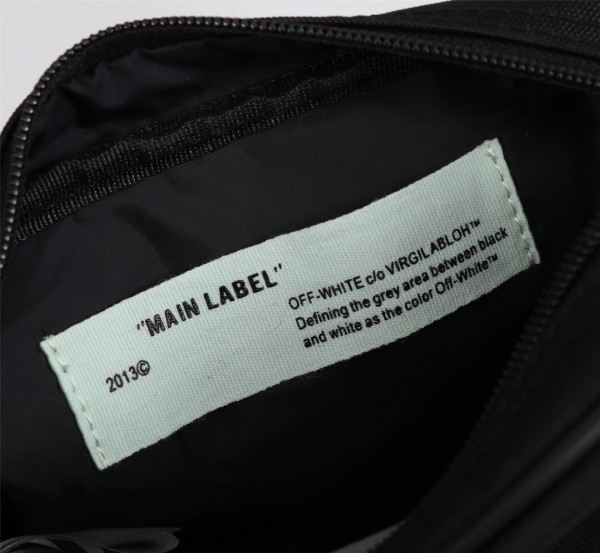 "MAIN LABEL"
2013©
OFF-WHITE c/o VIRGILABLOH™
Defining the grey area between black
and white as the color Off-White™